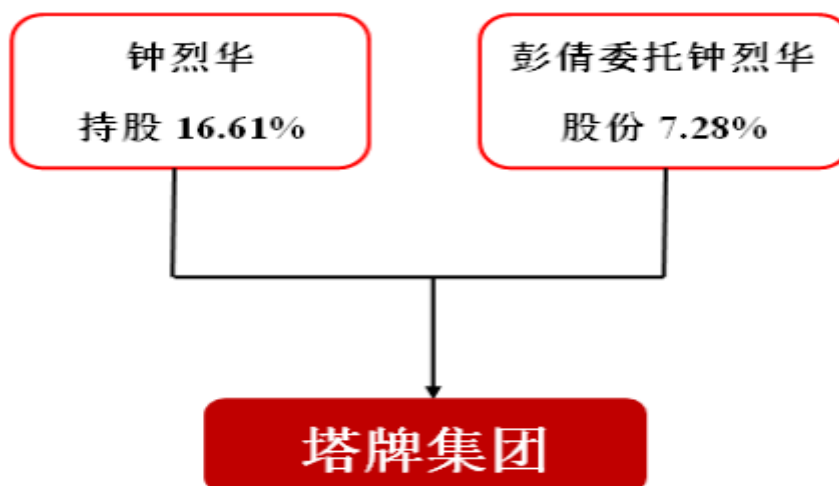 钟烈华
持股 16.61%
彭倩委托钟烈华
股份 7.28%
塔牌集团